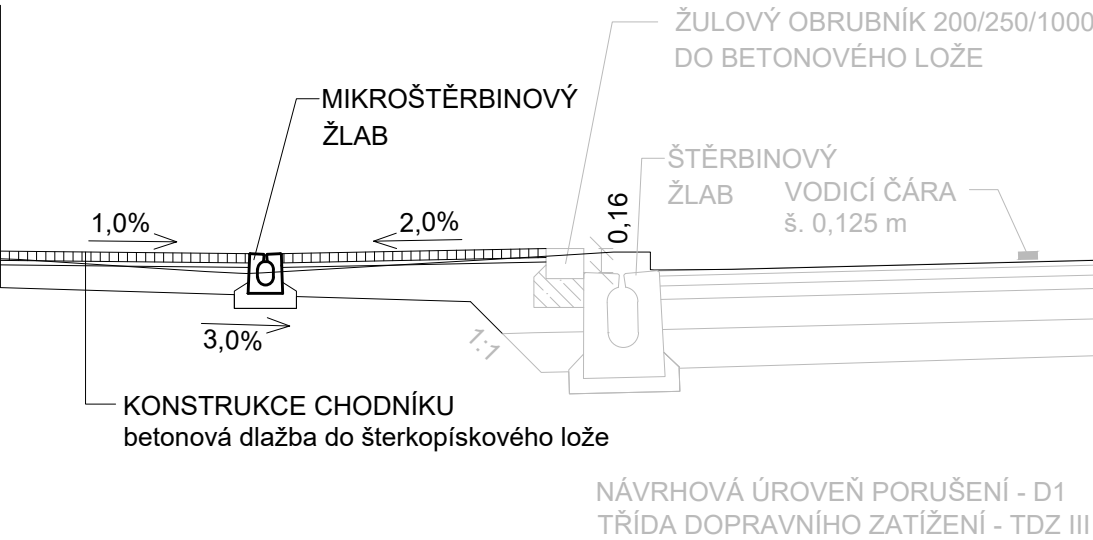 ŽULOVÝ OBRUBNÍK 200/250/1000
DO BETONOVÉHO LOŽE
MIKROŠTĚRBINOVÝ
ŽLAB
ŠTĚRBINOVÝ
ŽLAB
VODICÍ ČÁRA
š. 0,125 m
0,16
1,0%
2,0%
3,0%
1:1
KONSTRUKCE CHODNÍKU
betonová dlažba do šterkopískového lože
NÁVRHOVÁ ÚROVEŇ PORUŠENÍ - D1
TŘÍDA DOPRAVNÍHO ZATÍŽENÍ - TDZ III